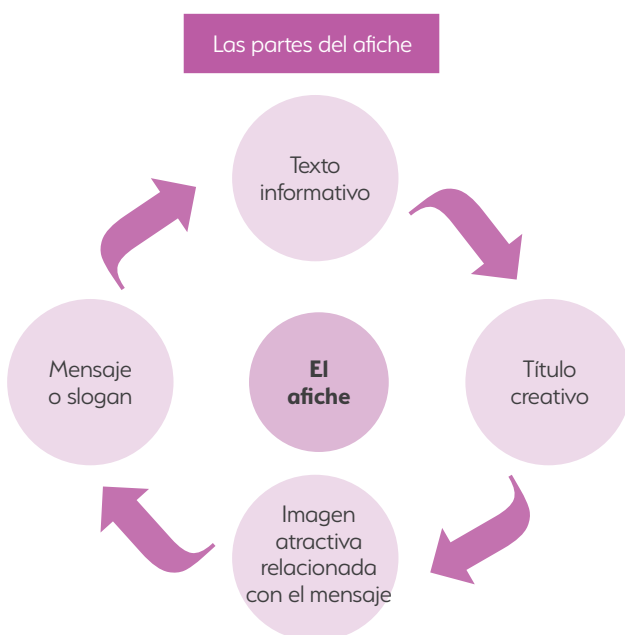 Las partes del afiche
Texto
informativo
Título
creativo
Imagen
atractiva
relacionada
con el mensaje
Mensaje
o slogan
El
afiche